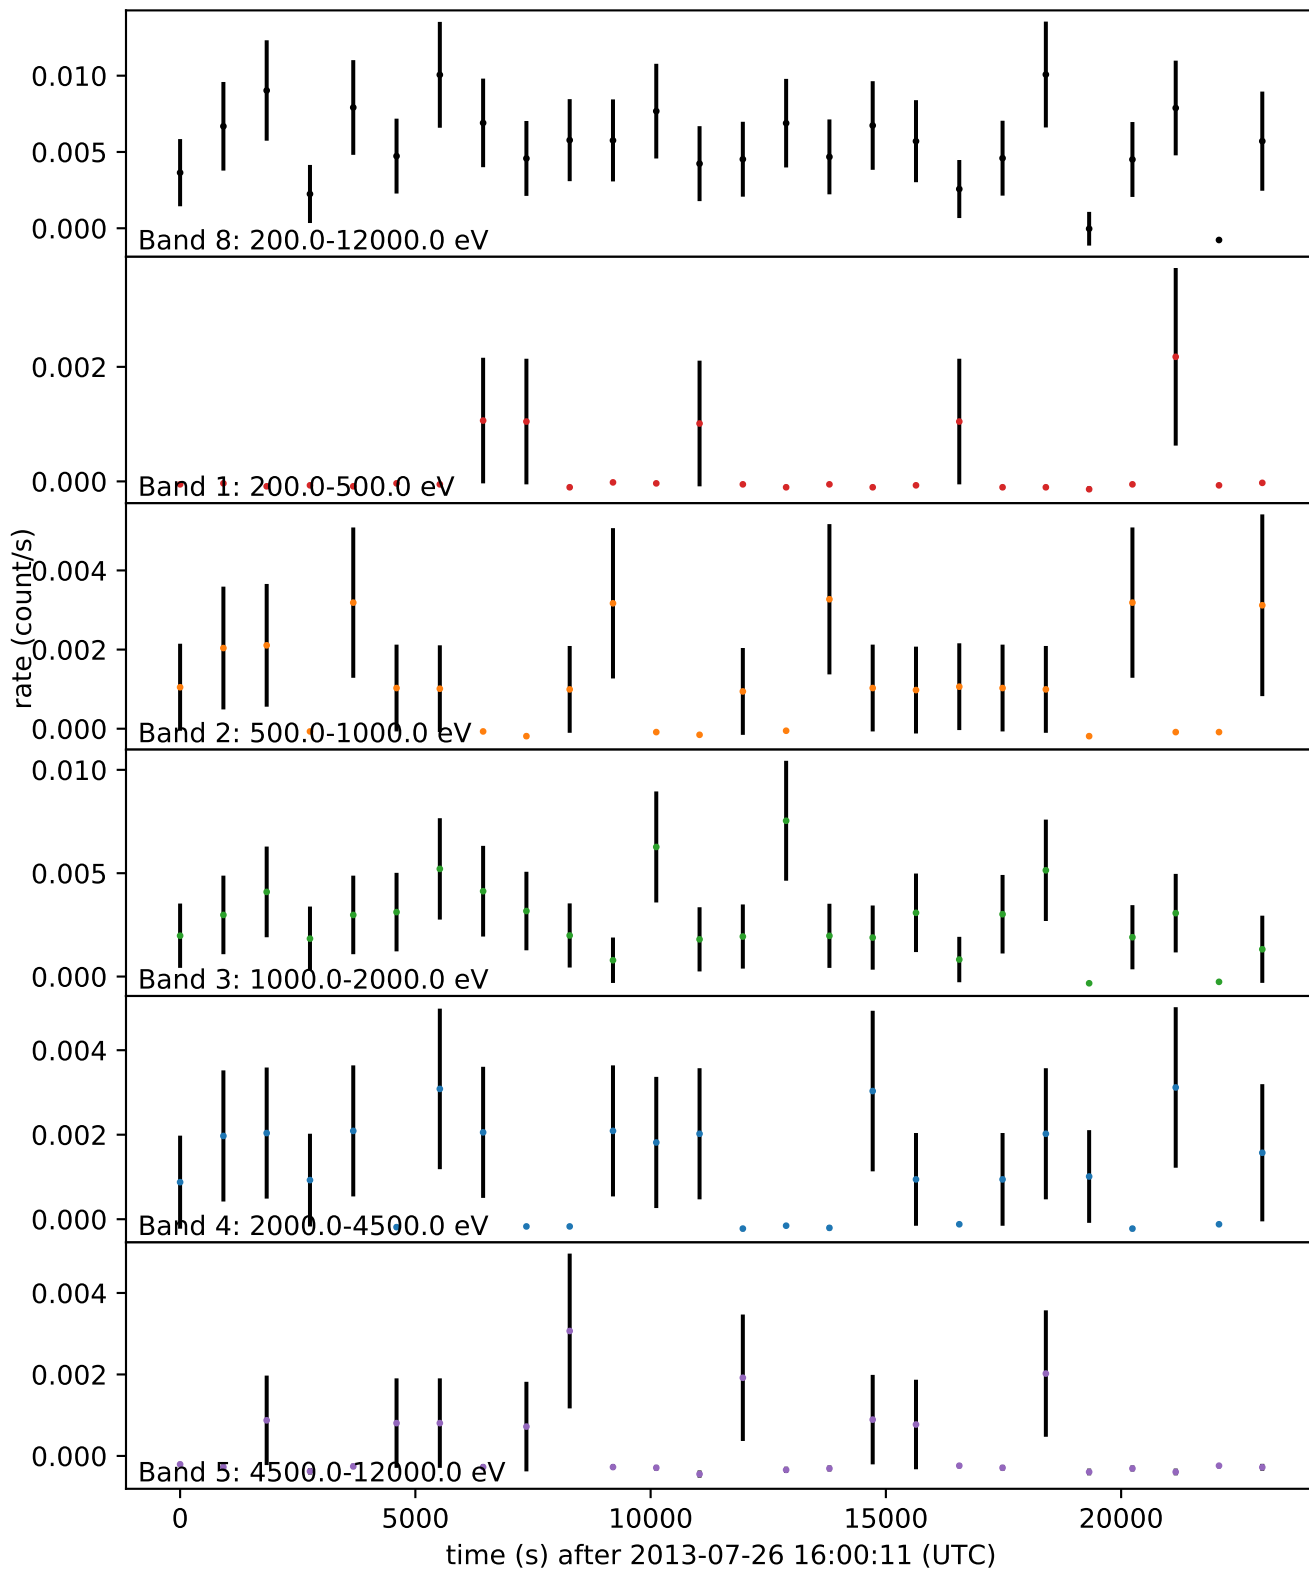 0.010
0.005
0.000
Band 8: 200.0-12000.0 eV
0.002
0.000
Band 1: 200.0-500.0 eV
rate (count/s)
0.004
0.002
0.000
Band 2: 500.0-1000.0 eV
0.010
0.005
0.000
Band 3: 1000.0-2000.0 eV
0.004
0.002
0.000
Band 4: 2000.0-4500.0 eV
0.004
0.002
0.000
Band 5: 4500.0-12000.0 eV
0 5000 10000 15000 20000
time (s) after 2013-07-26 16:00:11 (UTC)